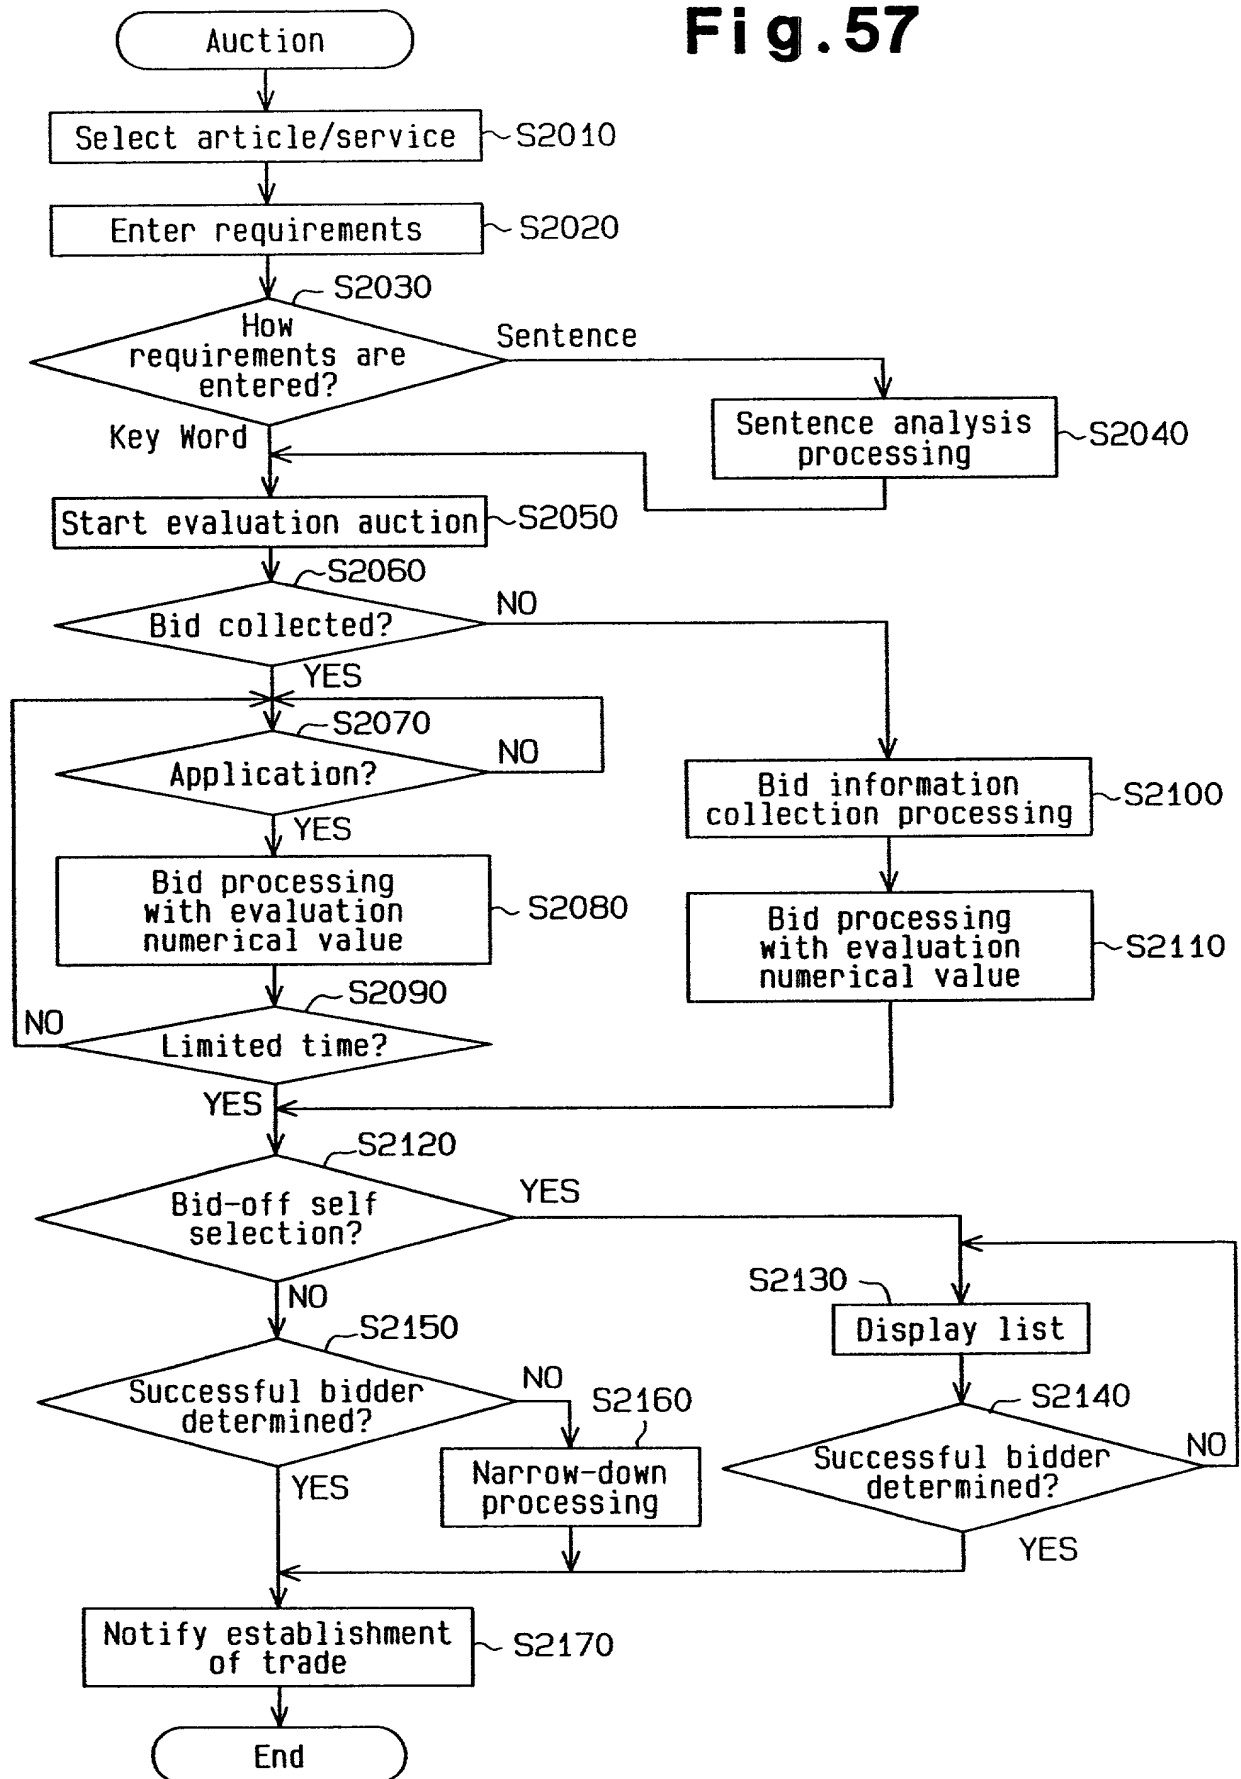 Fig.57
Auction
Select article/service
S2010
Enter requirements
S2020
S2030
How
requirements are
entered?
Sentence
Key Word
Sentence analysis
processing
S2040
Start evaluation auction
S2050
S2060
Bid collected?
NO
YES
S2070
Application?
NO
YES
Bid information
collection processing
S2100
Bid processing
with evaluation
numerical value
S2080
Bid processing
with evaluation
numerical value
S2110
S2090
Limited time?
NO
YES
S2120
Bid-off self
selection?
YES
NO
S2130
Display list
S2150
Successful bidder
determined?
NO
YES
S2160
Narrow-down
processing
S2140
Successful bidder
determined?
NO
YES
Notify establishment
of trade
S2170
End